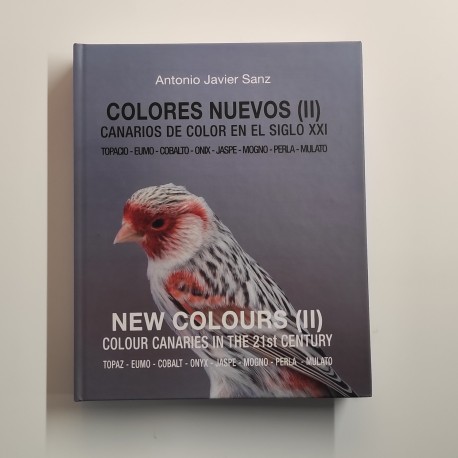 Antonio Javier Sanz
COLORES NUEVOS (II)
CANARIOS DE COLOR EN EL SIGLO XXI
TOPACIO - EUMO - COBALTO - ONIX - JASPE - MOGNO - PERLA - MULATO
NEW COLOURS (II)
COLOUR CANARIES IN THE 21st CENTURY
TOPAZ - EUMO - COBALT - ONYX - JASPE - MOGNO - PERLA - MULATO